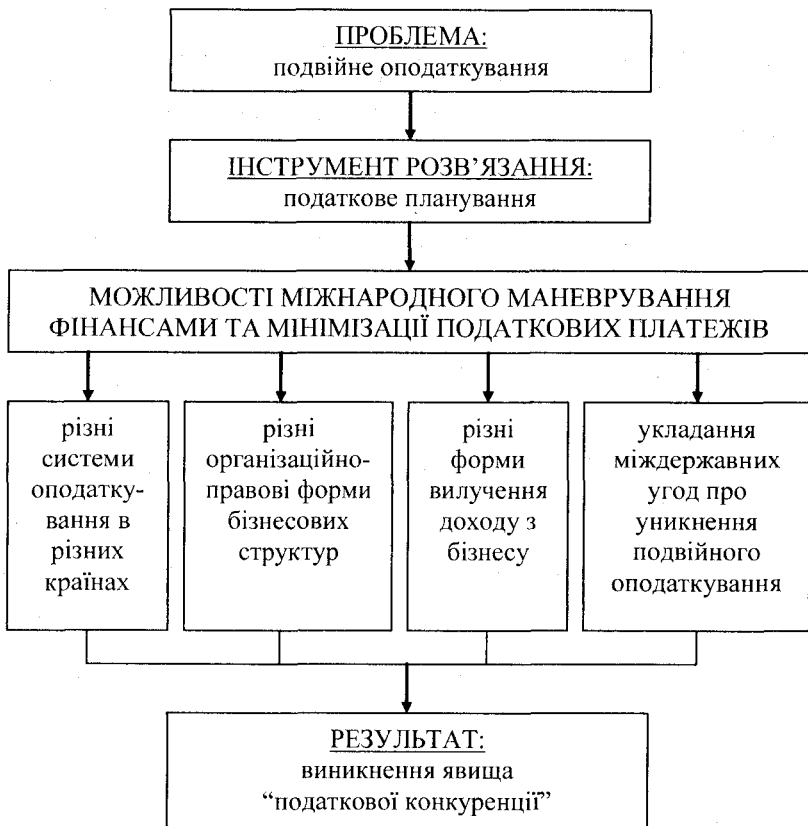 ПРОБЛЕМА:
подвійне оподаткування
ІНСТРУМЕНТ РОЗВ’ЯЗАННЯ:
податкове планування
МОЖЛИВОСТІ МІЖНАРОДНОГО МАНЕВРУВАННЯ
ФІНАНСАМИ ТА МІНІМІЗАЦІЇ ПОДАТКОВИХ ПЛАТЕЖІВ
різні
системи
оподатку-
вання в
різних
країнах
різні
організаційно-
правові форми
бізнесових
структур
різні
форми
вилучення
доходу з
бізнесу
укладання
міждержавних
угод про
уникнення
подвійного
оподаткування
РЕЗУЛЬТАТ:
виникнення явища
“податкової конкуренції”